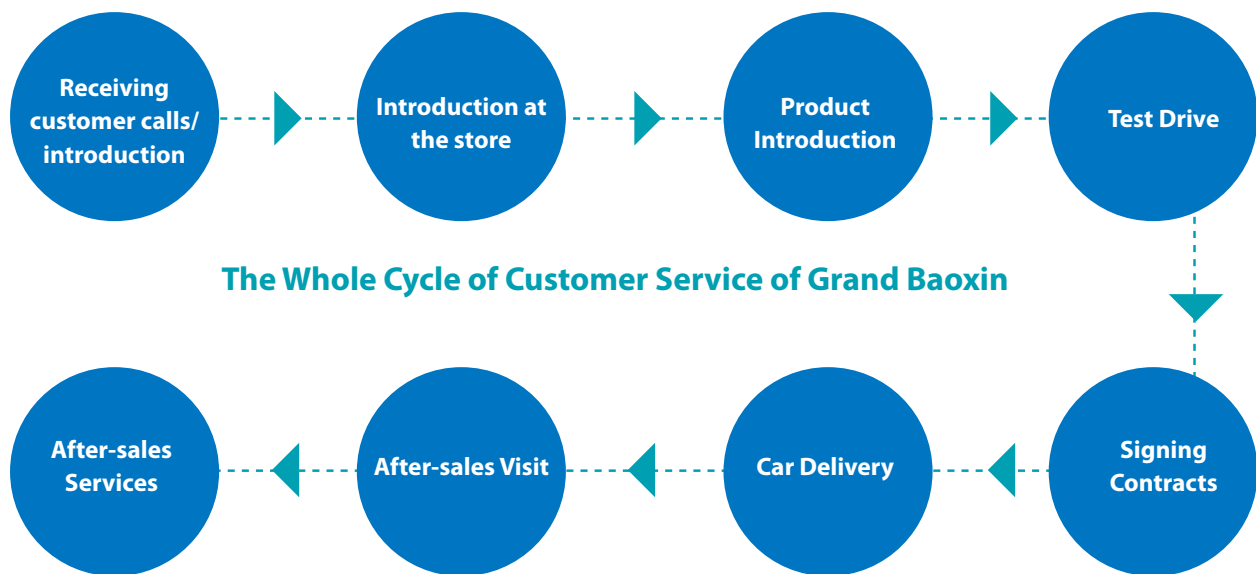 Receiving
customer calls/
introduction
Introduction at
the store
Product
Introduction
Test Drive
The Whole Cycle of Customer Service of Grand Baoxin
Signing
Contracts
Car Delivery
After-sales Visit
After-sales
Services